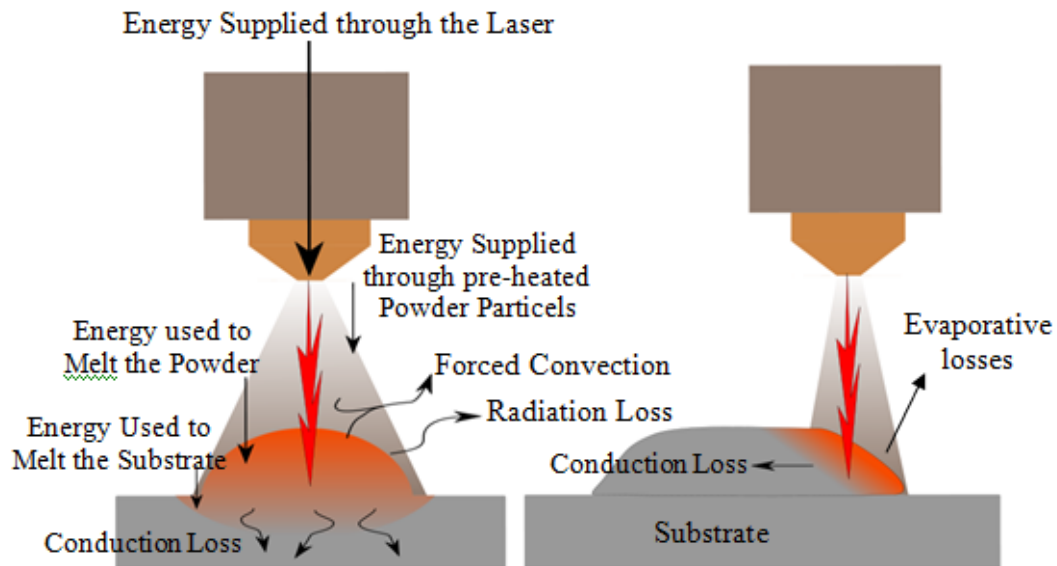 Energy Supplied through the Laser
Energy Supplied
through pre-heated
Powder Particels
Energy used to
Melt the Powder
Forced Convection
Radiation Loss
Energy Used to
Melt the Substrate
Conduction Loss
Evaporative
losses
Conduction Loss
Substrate